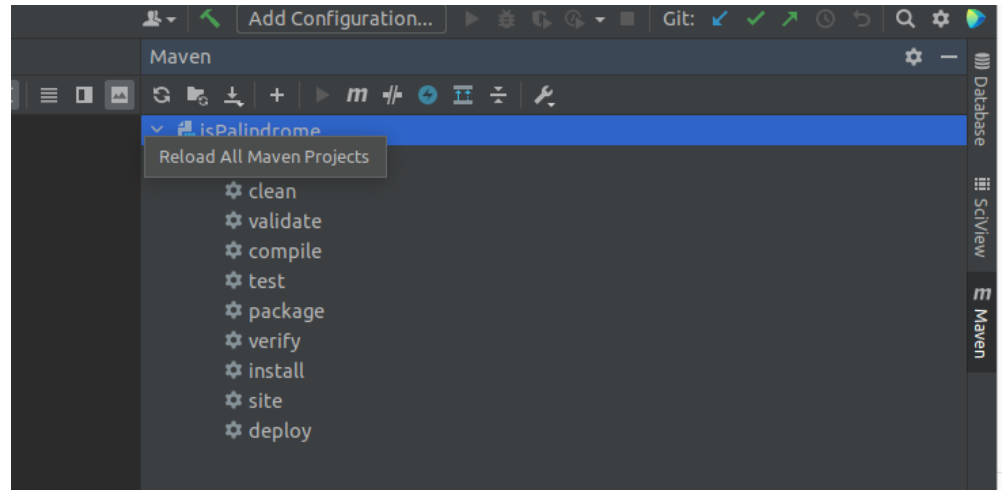 Add Configuration... Git:
Maven
m
isPalindrome
Reload All Maven Projects
clean
validate
compile
test
package
verify
install
site
deploy
Database
SciView
m Maven